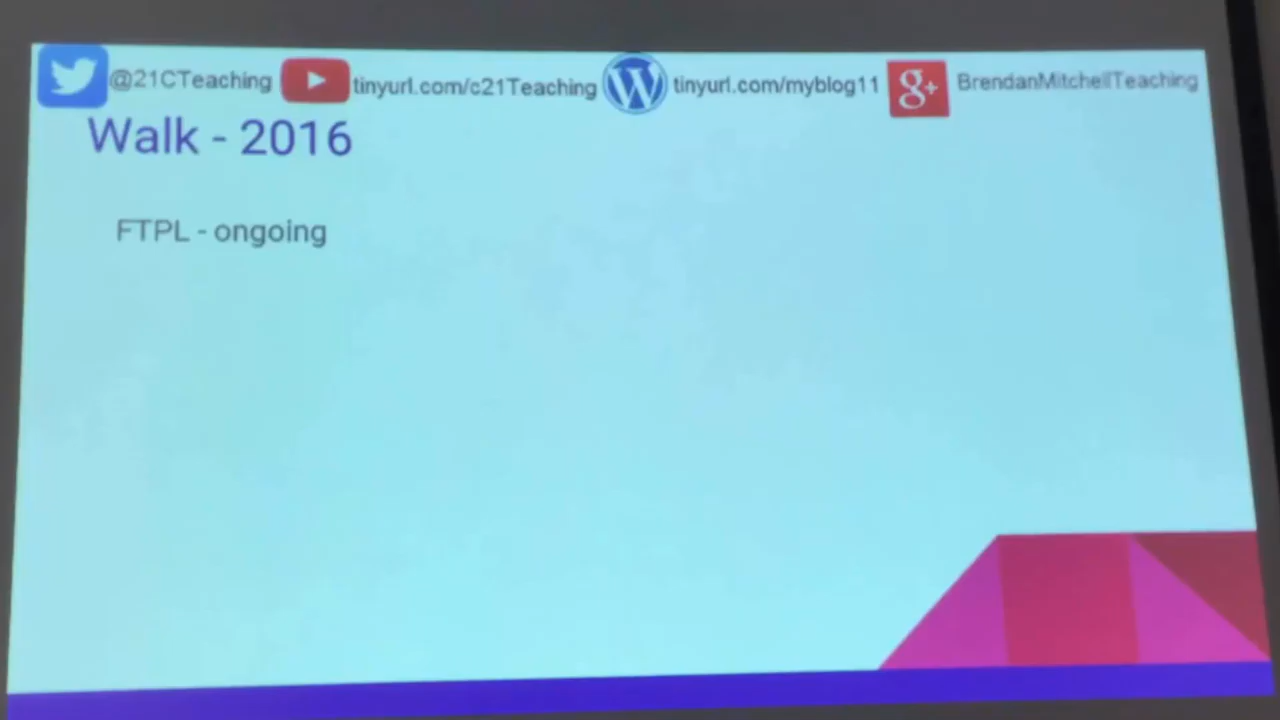 @21CTeaching tinyurl.com/c21Teaching tinyurl.com/myblog11 g+ BrendanMitchellTeaching
Walk - 2016
FTPL - ongoing